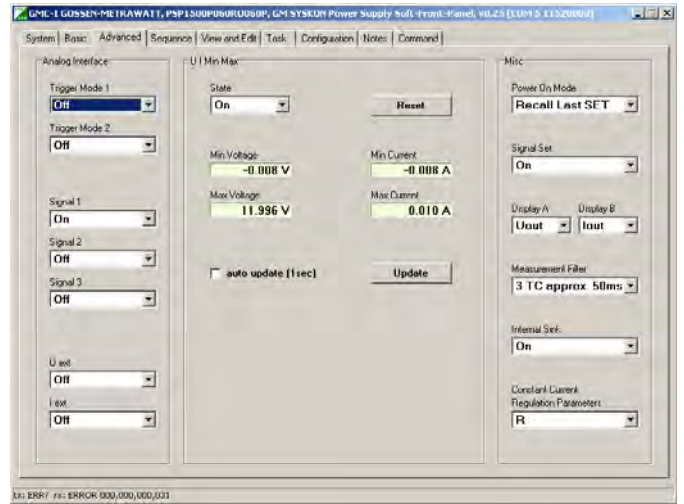 GMC-I GOSSEN-METRAWATT, PSP1500P060RU060P, GM SYSKON Power Supply Soft-Front-Panel, v0.25
System Basic Advanced Sequence View and Edit Task Configuration Notes Command
Analog Interface
Trigger Mode 1
Off
Trigger Mode 2
Off
Signal 1
On
Signal 2
Off
Signal 3
Off
U ext
Off
I ext
Off
U I Min Max
State
On
Reset
Min Voltage
Min Current
-0.008 V
-0.008 A
Max Voltage
Max Current
11.996 V
0.010 A
auto update (1sec)
Update
Misc
Power On Mode
Recall Last SET
Signal Set
On
Display A
Display B
Uout
Iout
Measurement Filter
3 TC approx. 50ms
Internal Sink
On
Constant Current
Regulation Parameters
R
tx: ERR? rx: ERROR 000,000,000,031